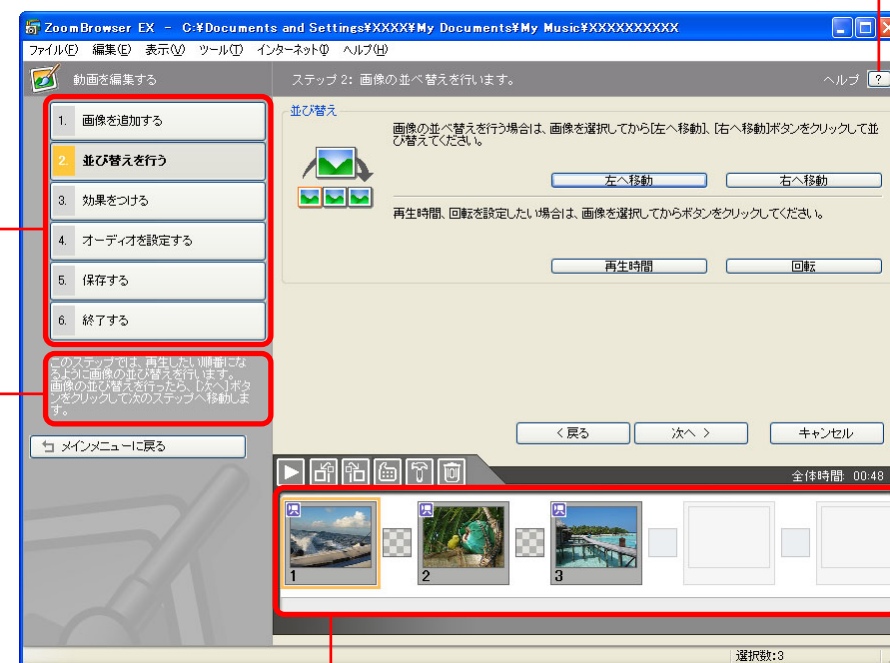 ZoomBrowser EX - C:¥Documents and Settings¥XXXX¥My Documents¥My Music¥XXXXXXXXXX
ファイル(F) 編集(E) 表示(V) ツール(T) インターネット(I) ヘルプ(H)
動画を編集する
ステップ 2: 画像の並べ替えを行います。
ヘルプ ?
1. 画像を追加する
2. 並び替えを行う
3. 効果をつける
4. オーディオを設定する
5. 保存する
6. 終了する
このステップでは、再生したい順番にな
るように画像の並び替えを行います。
画像の並び替えを行ったら、[次へ]ボタ
ンをクリックして次のステップへ移動しま
す。
メインメニューに戻る
並び替え
画像の並べ替えを行う場合は、画像を選択してから[左へ移動]、[右へ移動]ボタンをクリックして並
び替えてください。
左へ移動 右へ移動
再生時間、回転を設定したい場合は、画像を選択してからボタンをクリックしてください。
再生時間 回転
< 戻る 次へ > キャンセル
全体時間: 00:48
1 2 3
選択数:3